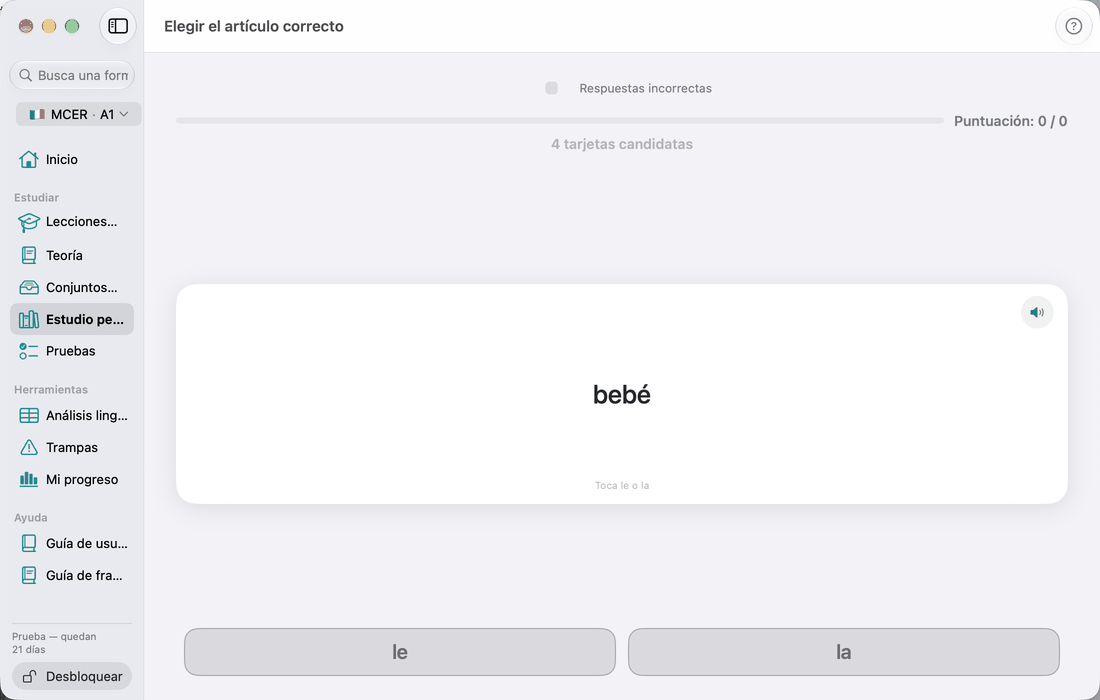 Elegir el artículo correcto
Busca una form
MCER · A1
Inicio
Estudiar
Lecciones...
Teoría
Conjuntos...
Estudio pe...
Pruebas
Herramientas
Análisis ling...
Trampas
Mi progreso
Ayuda
Guía de usu...
Guía de fra...
Prueba — quedan
21 días
Desbloquear
Respuestas incorrectas
Puntuación: 0 / 0
4 tarjetas candidatas
bebé
Toca le o la
le
la